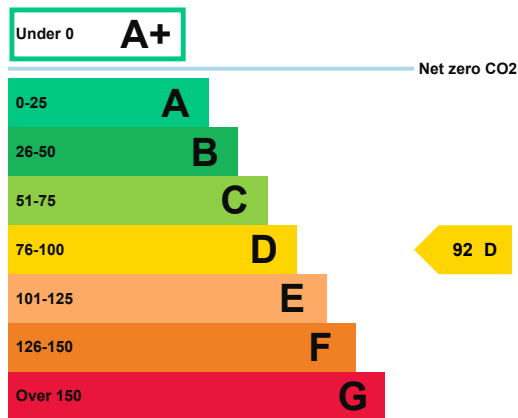 Under 0 A+
Net zero CO2
0-25 A
26-50 B
51-75 C
76-100 D
92 D
101-125 E
126-150 F
Over 150 G